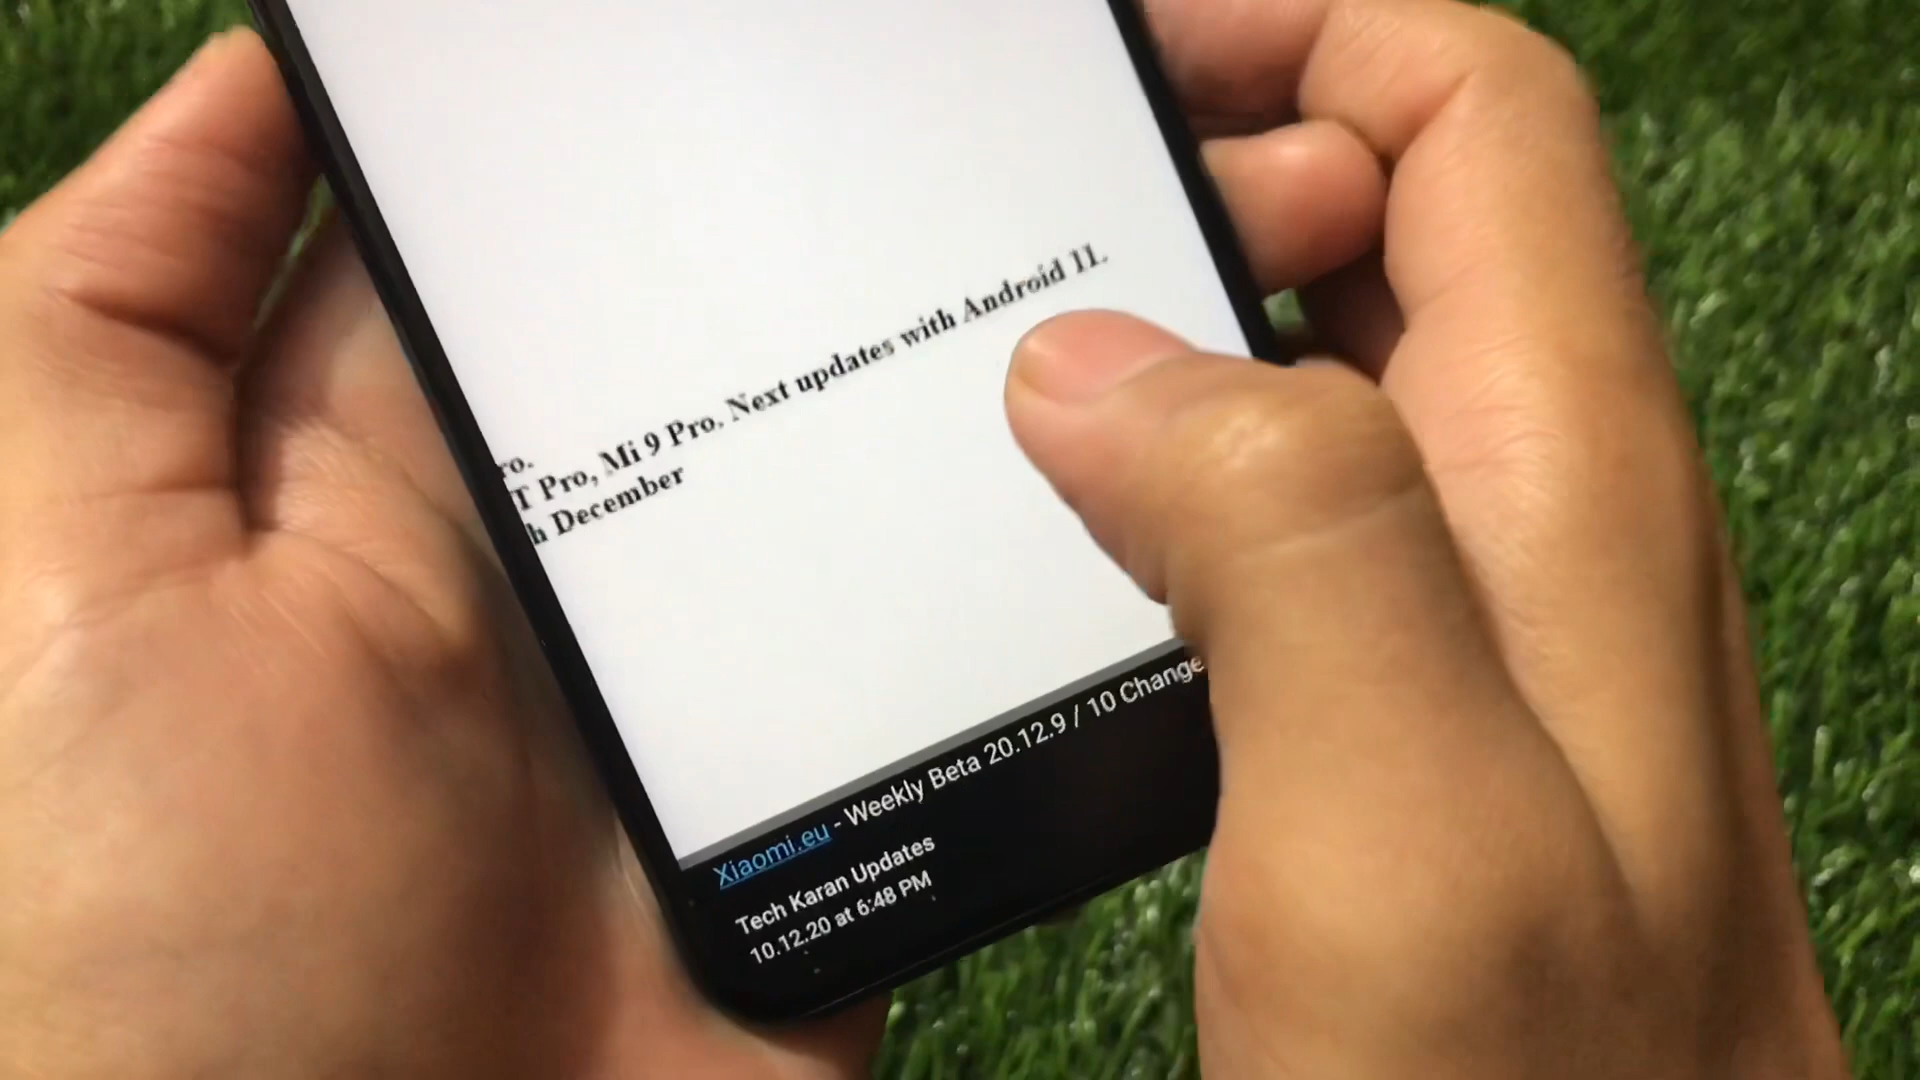 ro.
T Pro, Mi 9 Pro. Next updates with Android 11.
h December
Xiaomi.eu - Weekly Beta 20.12.9 / 10 Change
Tech Karan Updates
10.12.20 at 6:48 PM